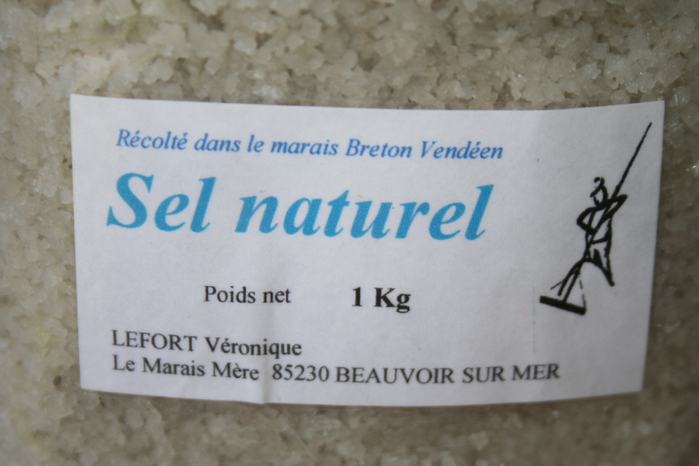 Récolté dans le marais Breton Vendéen
Sel naturel
Poids net 1 Kg
LEFORT Véronique
Le Marais Mère 85230 BEAUVOIR SUR MER